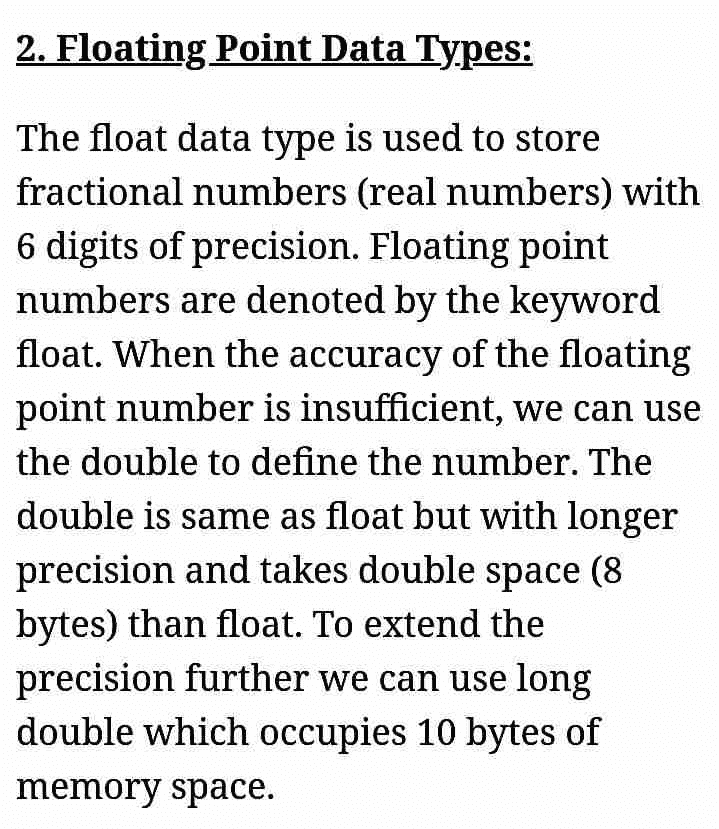 2. Floating Point Data Types:
The float data type is used to store
fractional numbers (real numbers) with
6 digits of precision. Floating point
numbers are denoted by the keyword
float. When the accuracy of the floating
point number is insufficient, we can use
the double to define the number. The
double is same as float but with longer
precision and takes double space (8
bytes) than float. To extend the
precision further we can use long
double which occupies 10 bytes of
memory space.